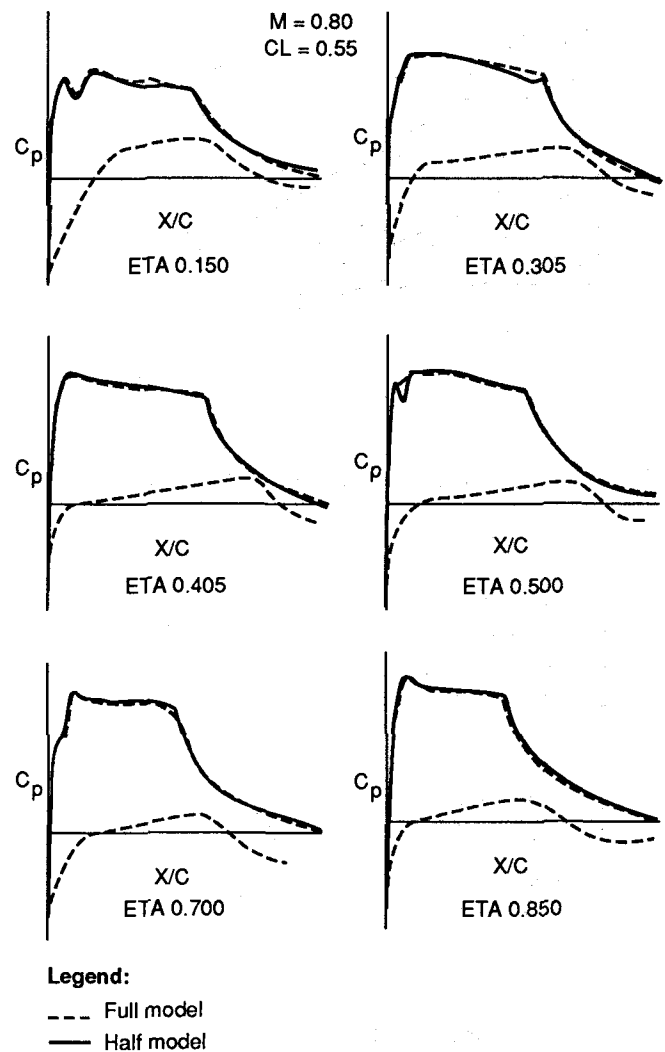 M = 0.80
CL = 0.55
Cp
X/C
ETA 0.150
Cp
X/C
ETA 0.305
Cp
X/C
ETA 0.405
Cp
X/C
ETA 0.500
Cp
X/C
ETA 0.700
Cp
X/C
ETA 0.850
Legend:
Full model
Half model